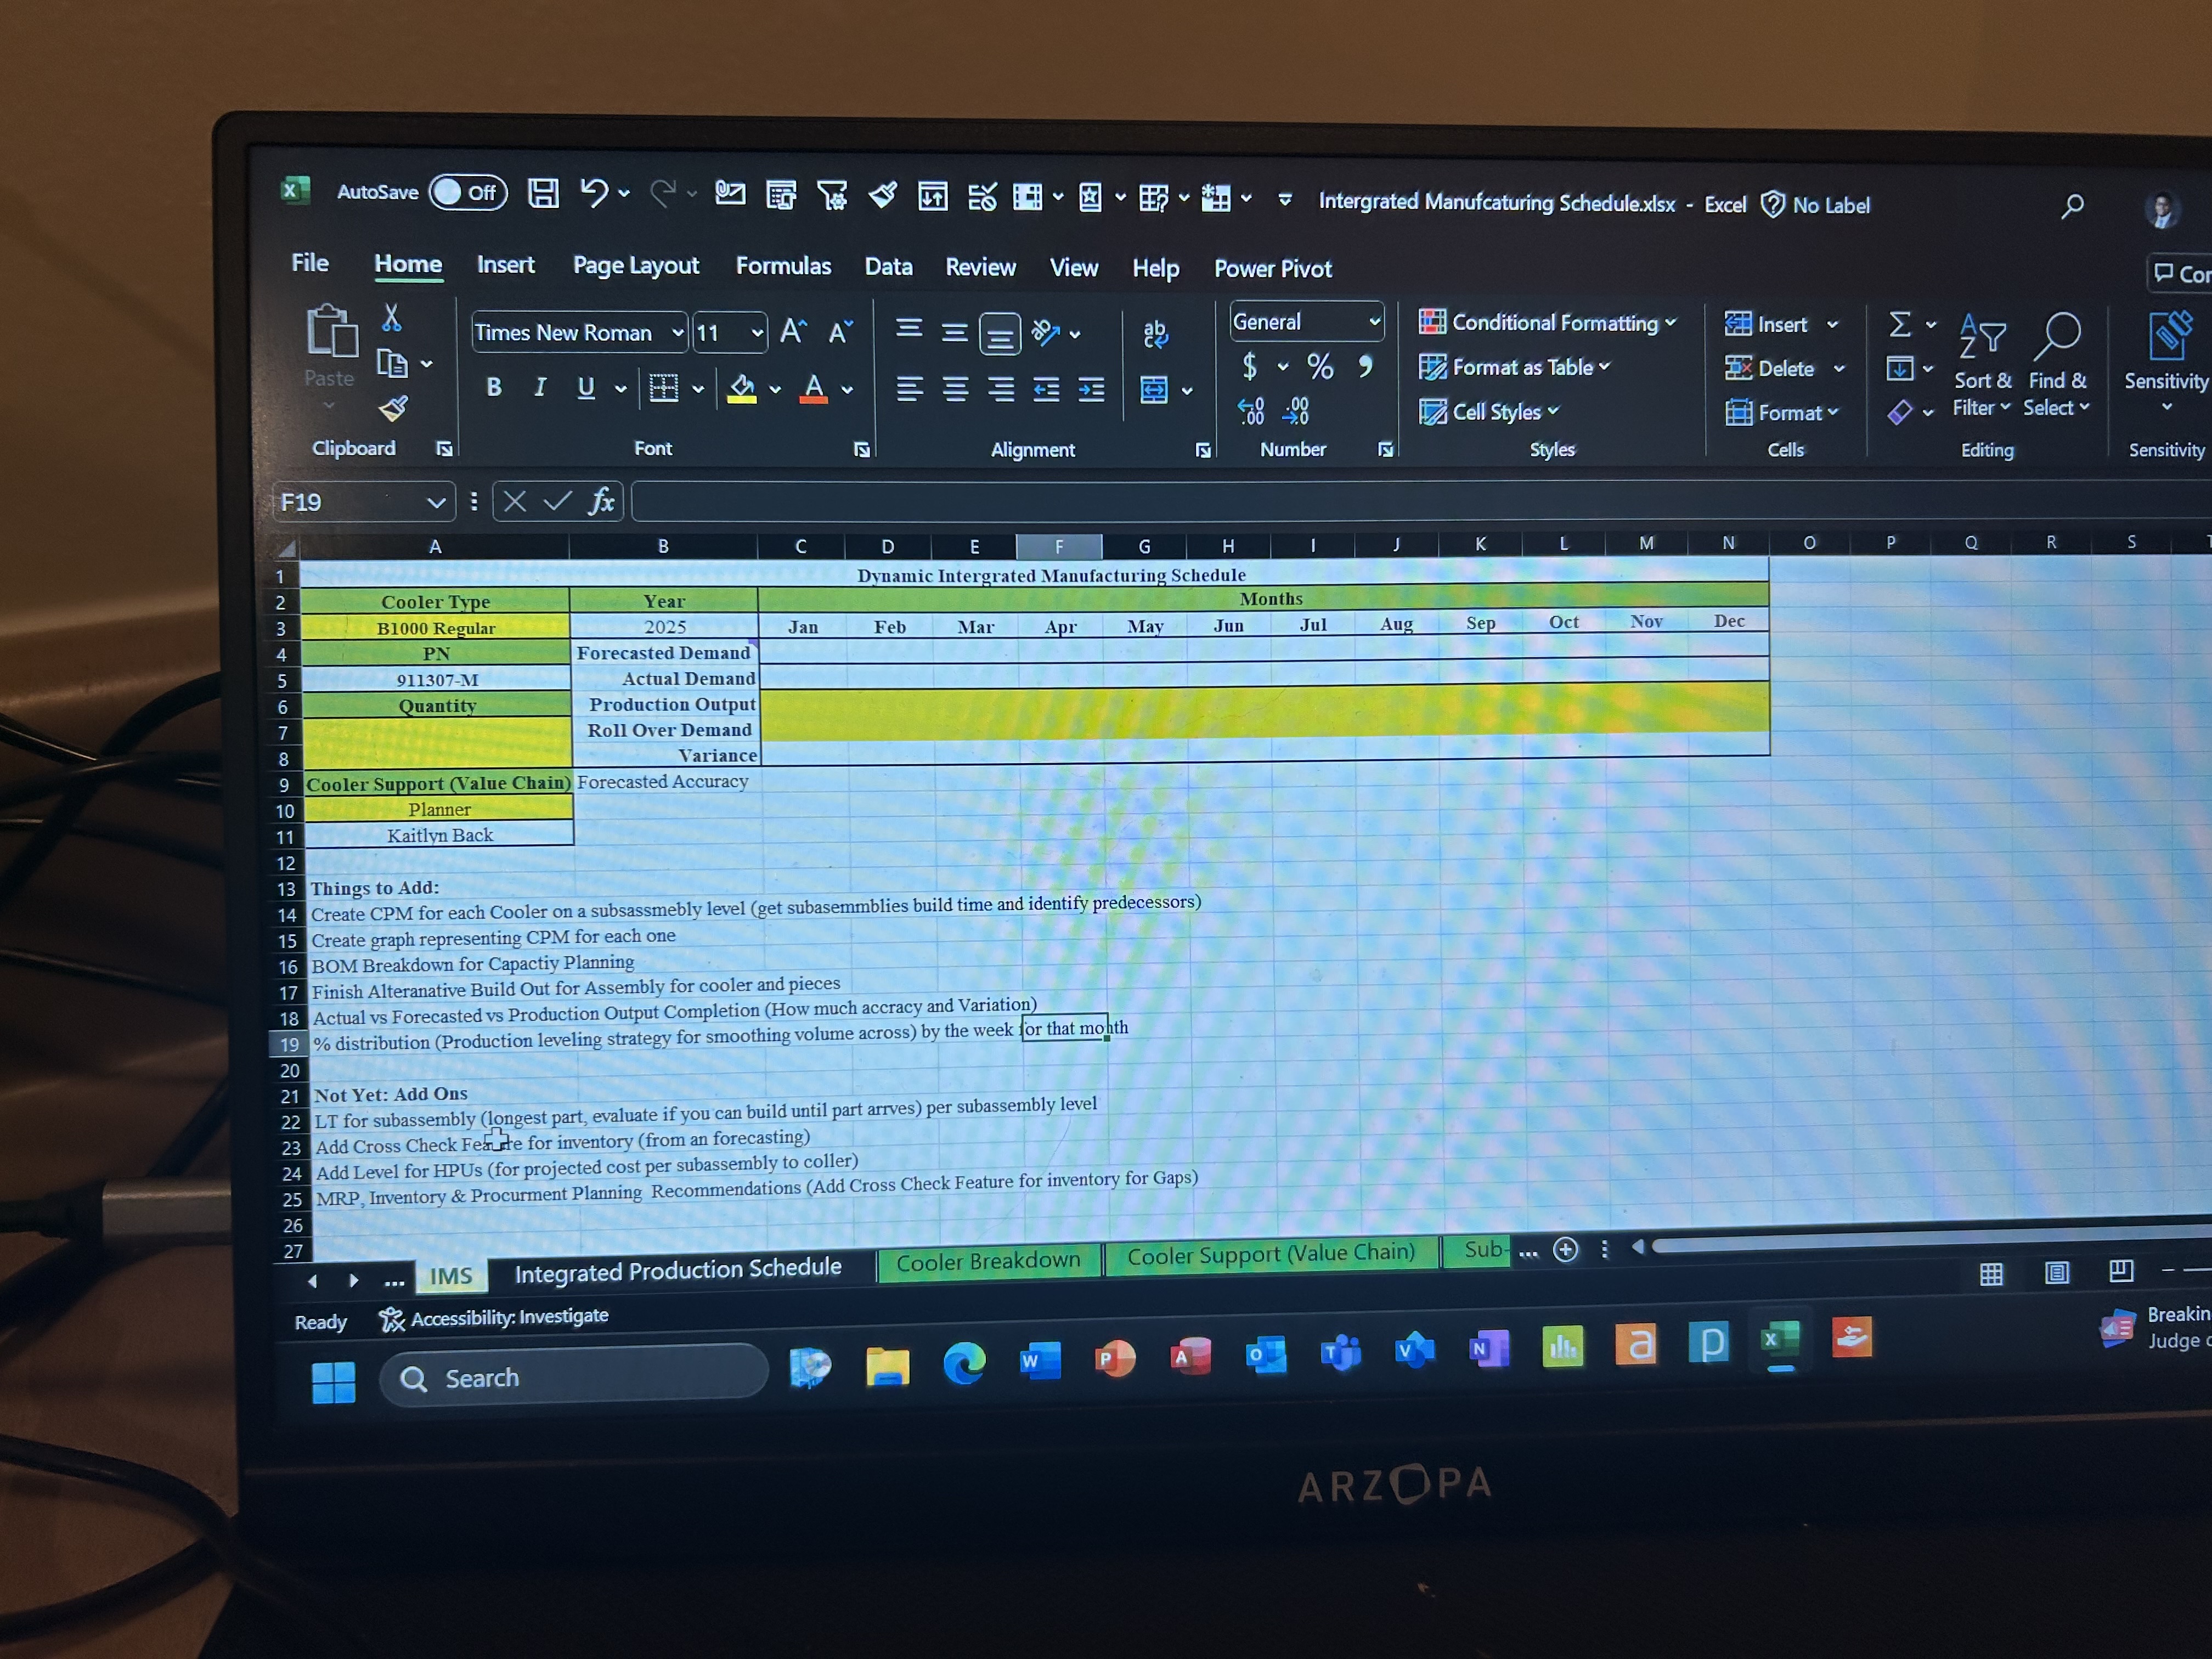 AutoSave Off Intergrated Manufcaturing Schedule.xlsx - Excel No Label
File Home Insert Page Layout Formulas Data Review View Help Power Pivot
Paste
Clipboard
Times New Roman 11
B I U
Font
Alignment
General
$ % ,
Number
Conditional Formatting
Format as Table
Cell Styles
Styles
Insert
Delete
Format
Cells
Sort & Filter
Find & Select
Editing
Sensitivity
Sensitivity
F19 fx
A B C D E F G H I J K L M N O P Q R S
1 Dynamic Intergrated Manufacturing Schedule
2 Cooler Type Year Months
3 B1000 Regular 2025 Jan Feb Mar Apr May Jun Jul Aug Sep Oct Nov Dec
4 PN Forecasted Demand
5 911307-M Actual Demand
6 Quantity Production Output
7 Roll Over Demand
8 Variance
9 Cooler Support (Value Chain) Forecasted Accuracy
10 Planner
11 Kaitlyn Back
12
13 Things to Add:
14 Create CPM for each Cooler on a subsassmebly level (get subasemmblies build time and identify predecessors)
15 Create graph representing CPM for each one
16 BOM Breakdown for Capactiy Planning
17 Finish Alteranative Build Out for Assembly for cooler and pieces
18 Actual vs Forecasted vs Production Output Completion (How much accracy and Variation)
19 % distribution (Production leveling strategy for smoothing volume across) by the week for that month
20
21 Not Yet: Add Ons
22 LT for subassembly (longest part, evaluate if you can build until part arrves) per subassembly level
23 Add Cross Check Feature for inventory (from an forecasting)
24 Add Level for HPUs (for projected cost per subassembly to coller)
25 MRP, Inventory & Procurment Planning Recommendations (Add Cross Check Feature for inventory for Gaps)
26
27
... IMS Integrated Production Schedule Cooler Breakdown Cooler Support (Value Chain) Sub- ...
Ready Accessibility: Investigate
Search
Judge
ARZOPA